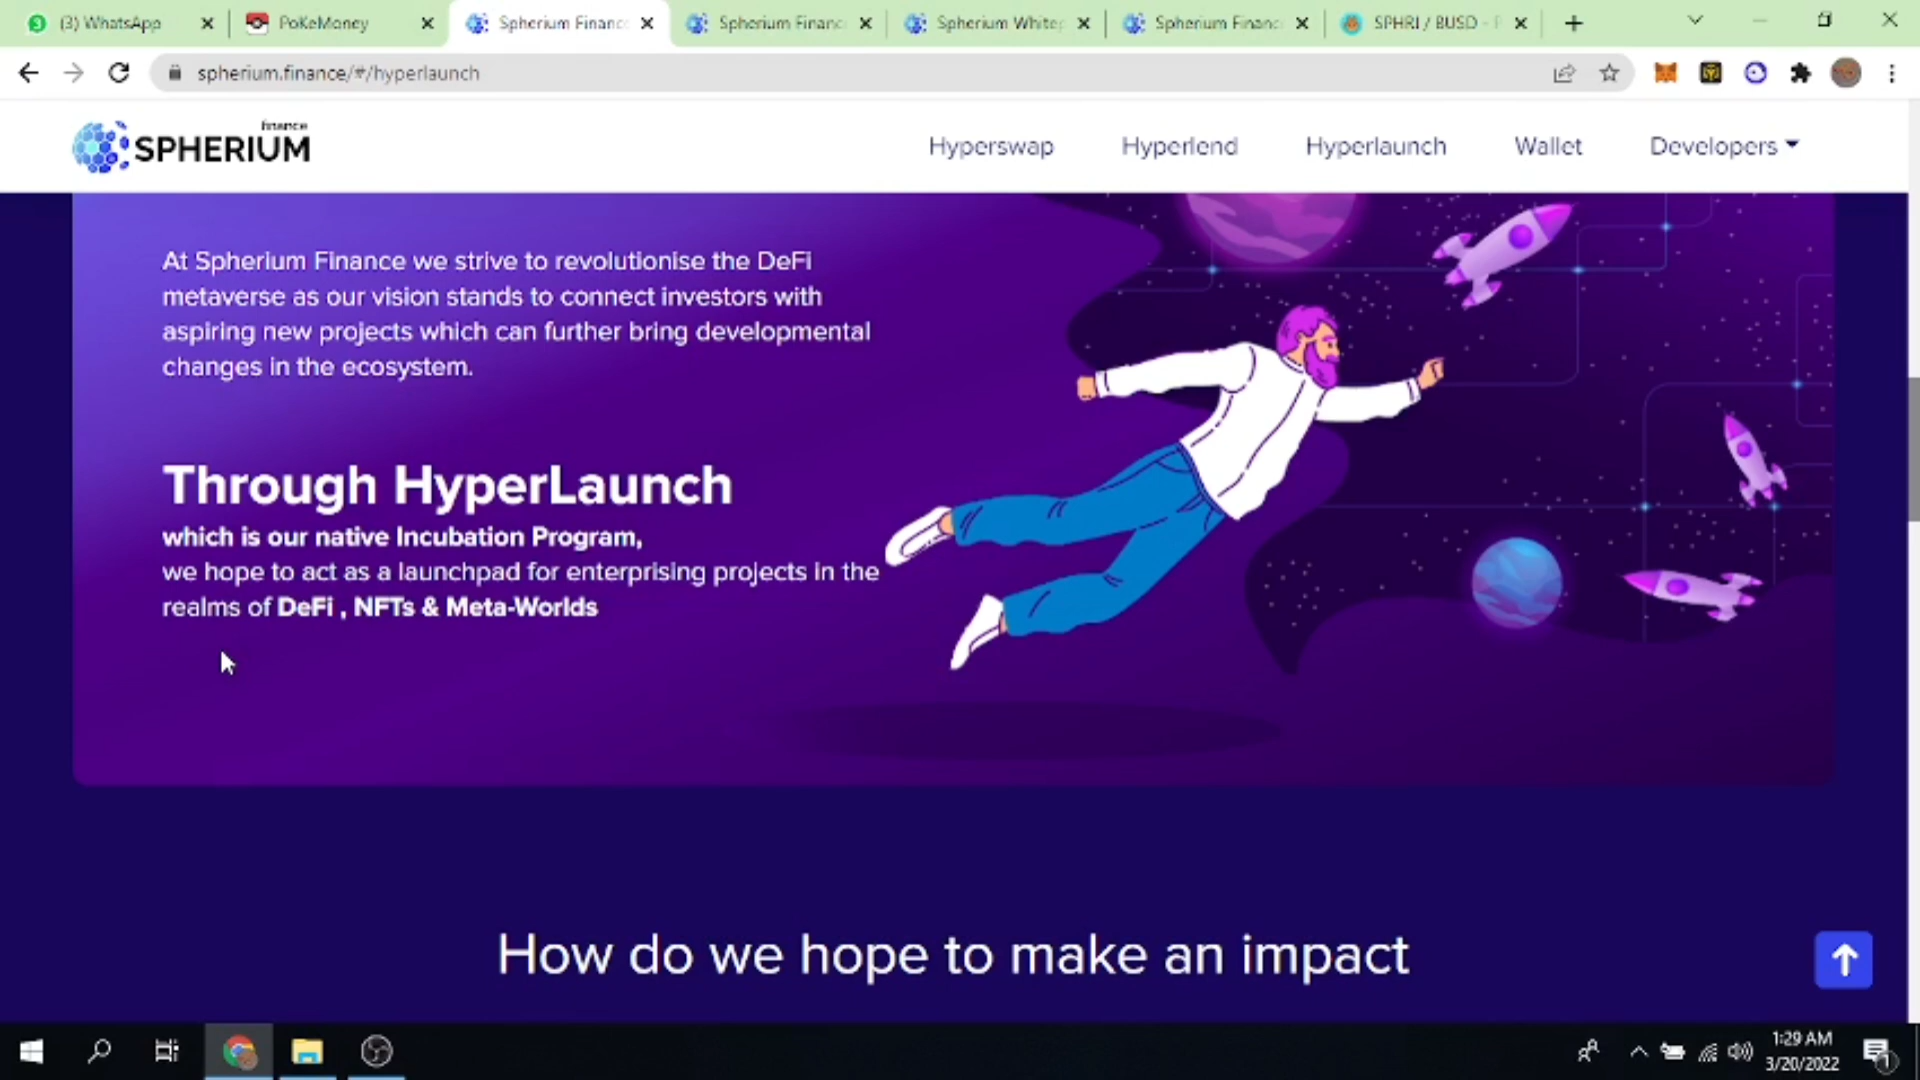 (3) WhatsApp
PoKeMoney
Spherium Financ
Spherium Financ
Spherium Whitep
Spherium Financ
SPHRI / BUSD - P
spherium.finance/#/hyperlaunch
finance
SPHERIUM
Hyperswap
Hyperlend
Hyperlaunch
Wallet
Developers
At Spherium Finance we strive to revolutionise the DeFi
metaverse as our vision stands to connect investors with
aspiring new projects which can further bring developmental
changes in the ecosystem.
Through HyperLaunch
which is our native Incubation Program,
we hope to act as a launchpad for enterprising projects in the
realms of DeFi , NFTs & Meta-Worlds
How do we hope to make an impact
1:29 AM
3/20/2022
1